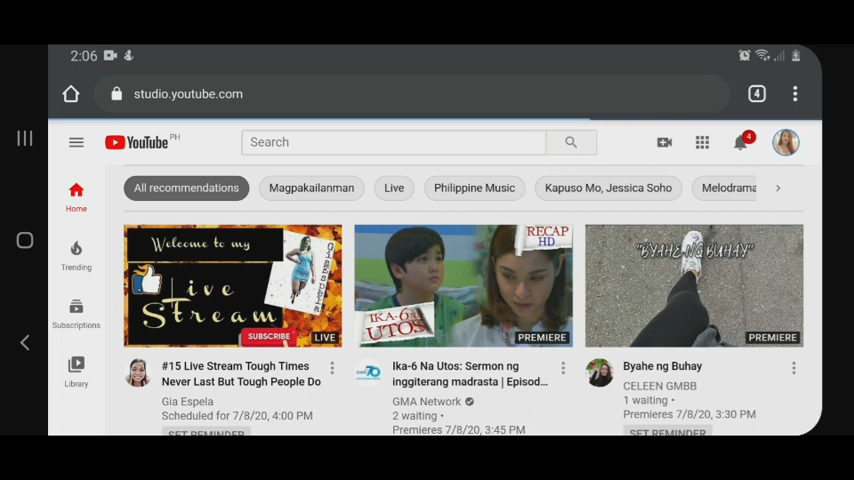 2:06
studio.youtube.com
4
YouTube PH
Search
4
All recommendations
Magpakailanman
Live
Philippine Music
Kapuso Mo, Jessica Soho
Melodrama
Home
Trending
Subscriptions
Library
Welcome to my
Live
Stream
GIA ESPELA
SUBSCRIBE
LIVE
RECAP
HD
IKA-6 NA
UTOS
PREMIERE
"BYAHE NG BUHAY"
PREMIERE
#15 Live Stream Tough Times
Never Last But Tough People Do
Gia Espela
Scheduled for 7/8/20, 4:00 PM
SET REMINDER
Ika-6 Na Utos: Sermon ng
inggiterang madrasta | Episod...
GMA Network
2 waiting •
Premieres 7/8/20, 3:45 PM
Byahe ng Buhay
CELEEN GMBB
1 waiting •
Premieres 7/8/20, 3:30 PM
SET REMINDER